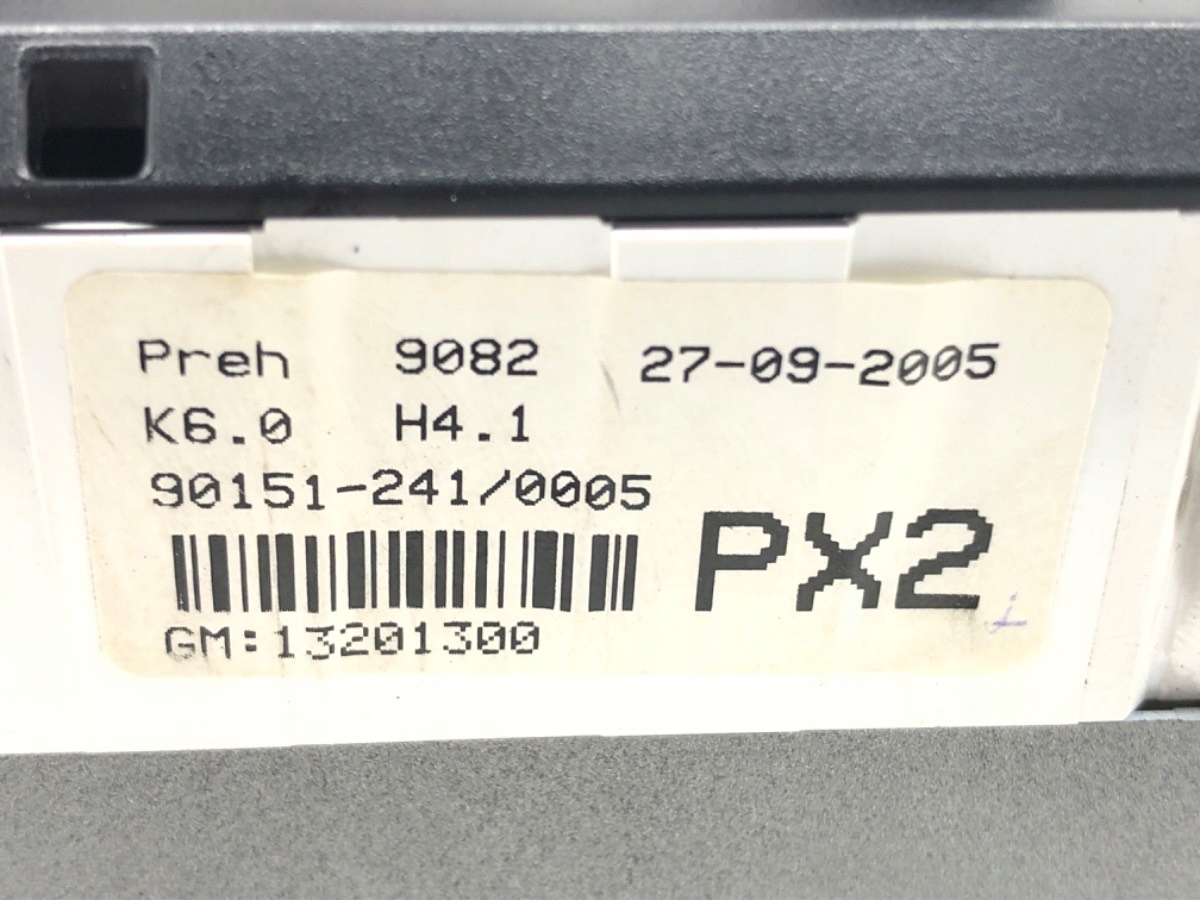 Preh 9082 27-09-2005
K6.0 H4.1
90151-241/0005
PX2
GM:13201300